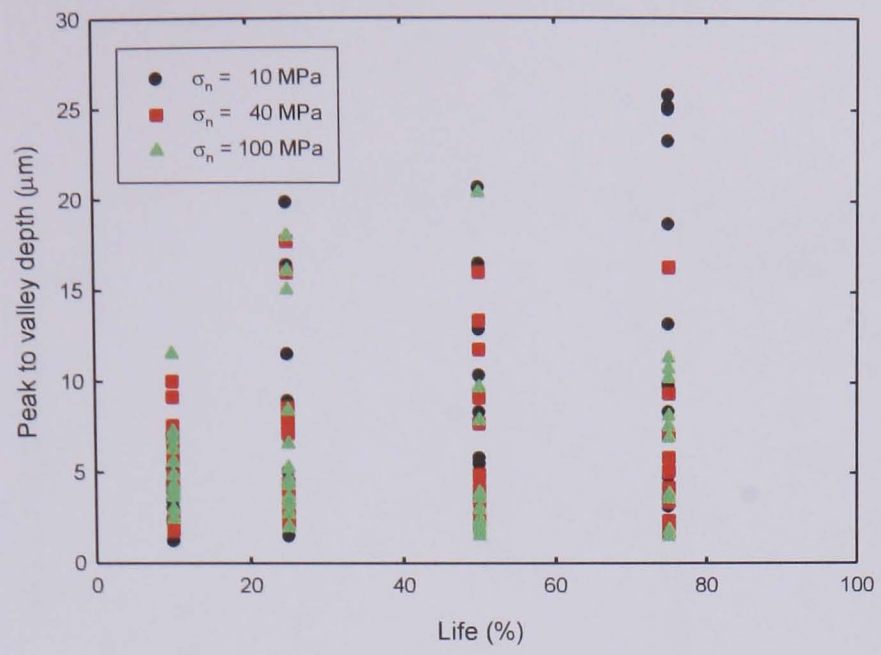 30
25
20
15
10
5
0
Peak to valley depth (μm)
σn = 10 MPa
σn = 40 MPa
σn = 100 MPa
0 20 40 60 80 100
Life (%)